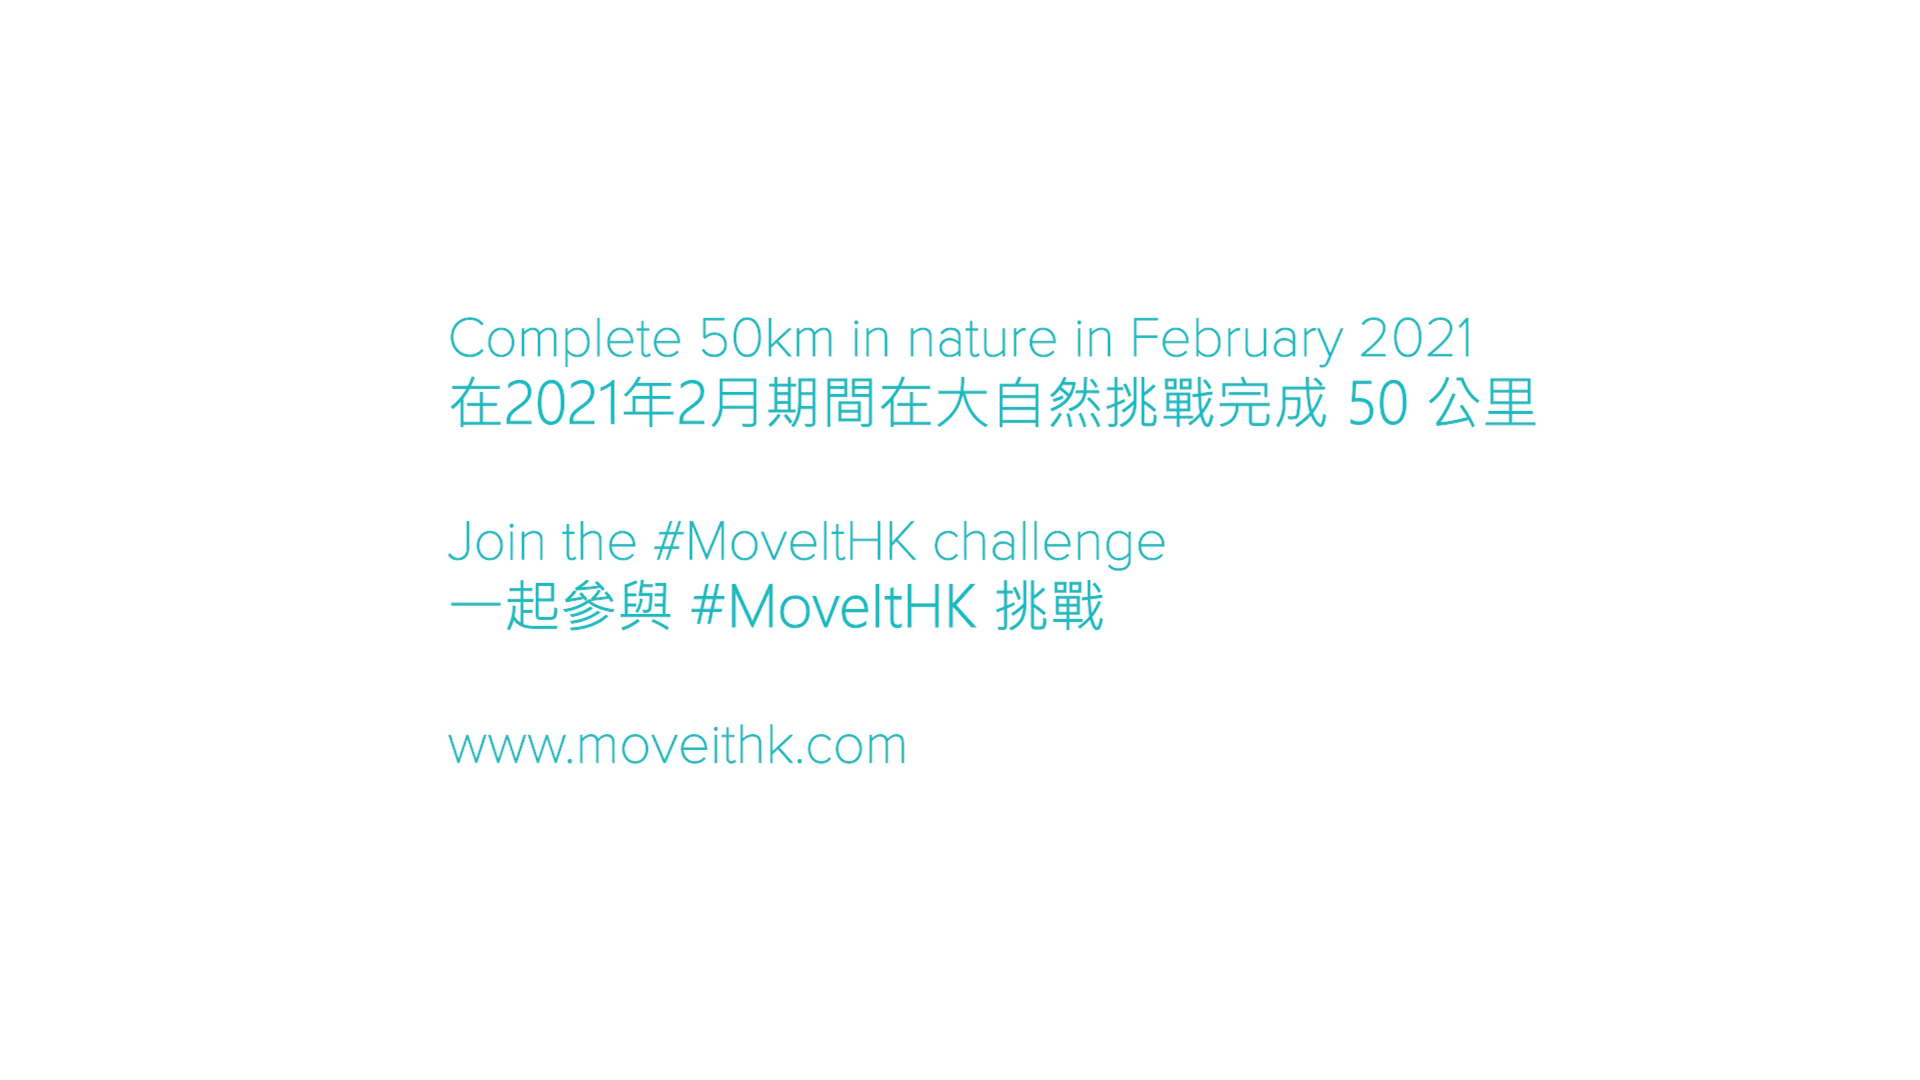 Complete 50km in nature in February 2021
在2021年2月期間在大自然挑戰完成 50 公里
Join the #MoveItHK challenge
一起參與 #MoveItHK 挑戰
www.moveithk.com